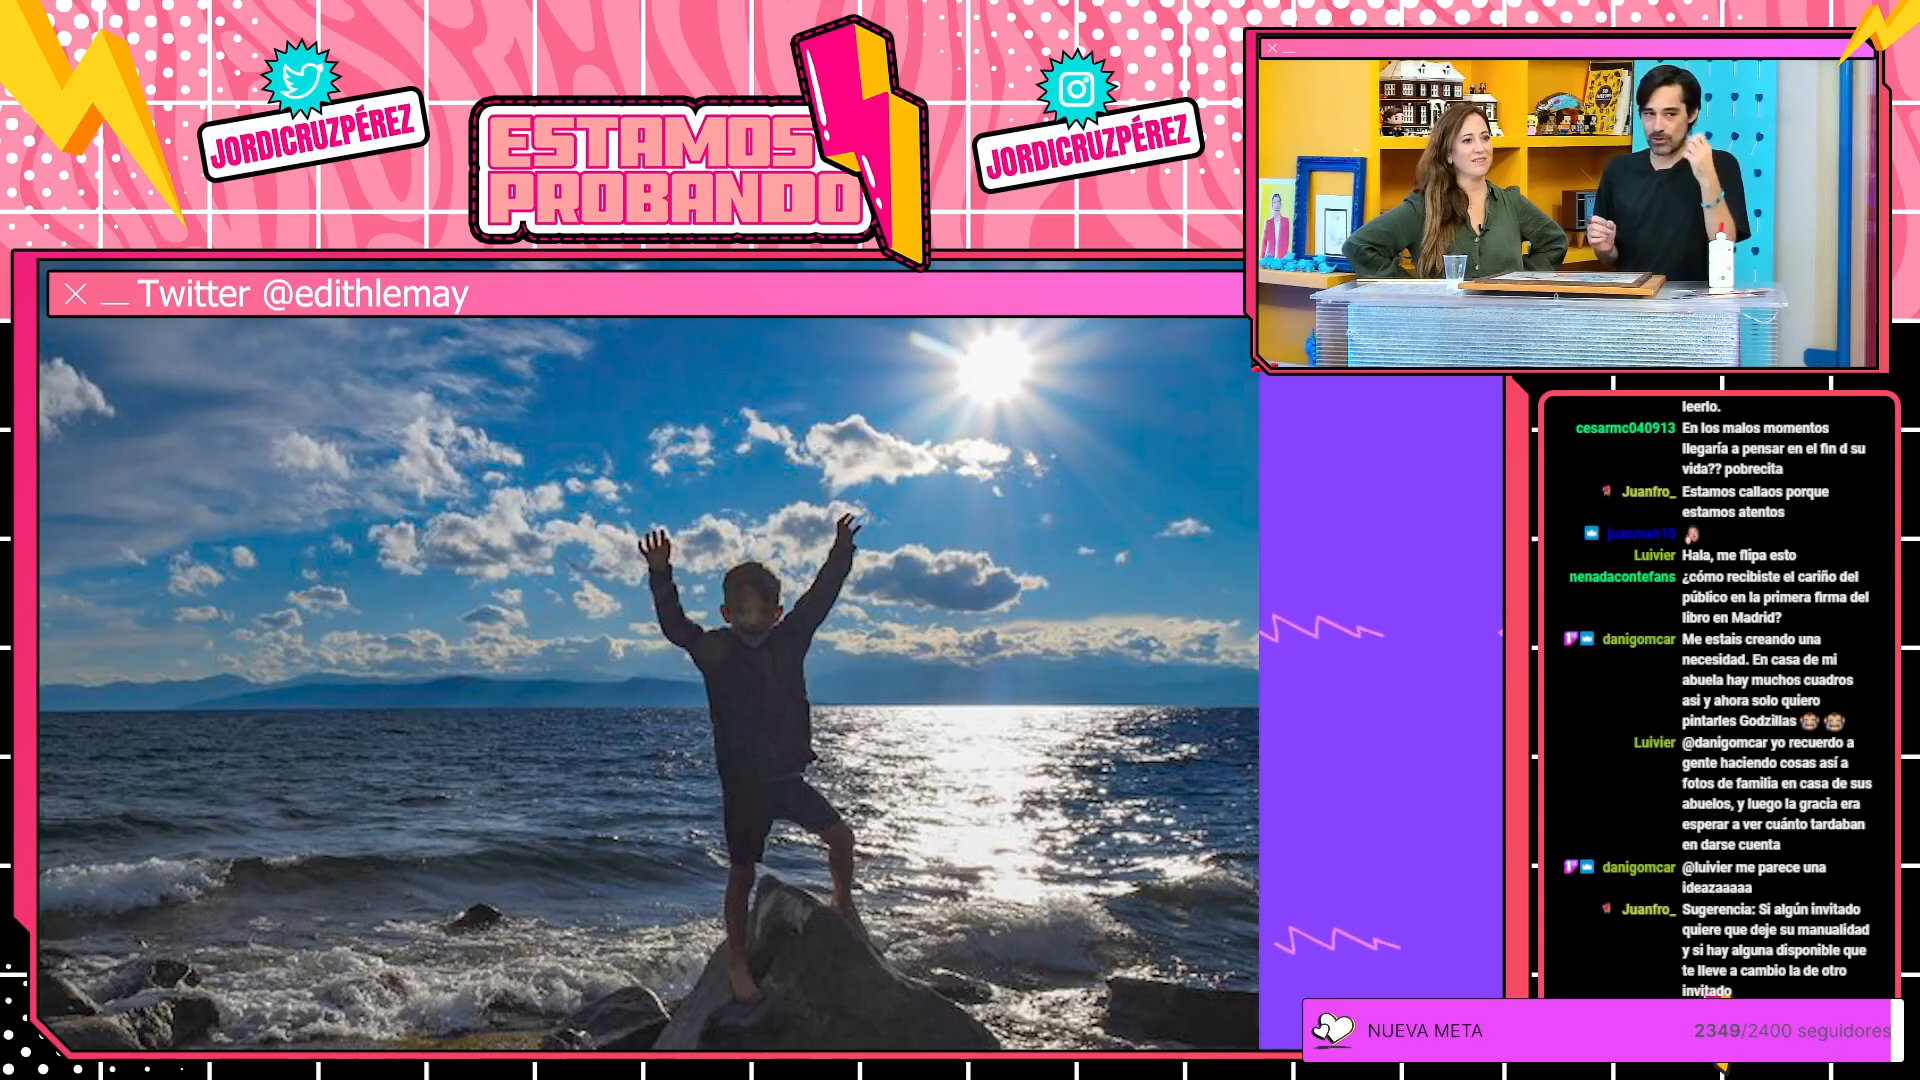 JORDICRUZPÉREZ
ESTAMOS
PROBANDO
JORDICRUZPÉREZ
Twitter @edithlemay
leerlo.
cesarmc040913 En los malos momentos
llegaría a pensar en el fin d su
vida?? pobrecita
Juanfro_ Estamos callaos porque
estamos atentos
juanmah10
Luivier Hala, me flipa esto
nenadacontefans ¿cómo recibiste el cariño del
público en la primera firma del
libro en Madrid?
danigomcar Me estais creando una
necesidad. En casa de mi
abuela hay muchos cuadros
asi y ahora solo quiero
pintarles Godzillas
Luivier @danigomcar yo recuerdo a
gente haciendo cosas así a
fotos de familia en casa de sus
abuelos, y luego la gracia era
esperar a ver cuánto tardaban
en darse cuenta
danigomcar @luivier me parece una
ideazaaaaa
Juanfro_ Sugerencia: Si algún invitado
quiere que deje su manualidad
y si hay alguna disponible que
te lleve a cambio la de otro
invitado
NUEVA META 2349/2400 seguidores